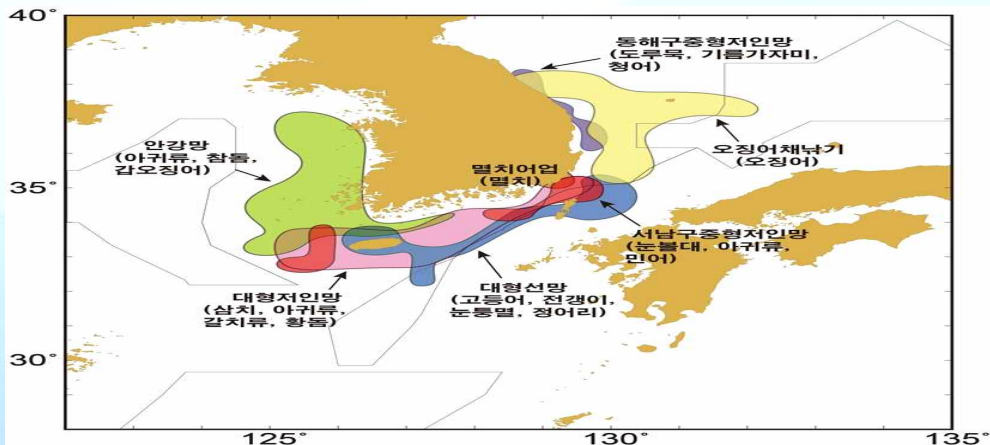 40°
동해구중형저인망
(도루묵, 기름가자미,
청어)
안강망
(아귀류, 참돔,
갑오징어)
오징어채낚기
(오징어)
멸치어업
(멸치)
35°
서남구중형저인망
(눈볼대, 아귀류,
민어)
대형저인망
(삼치, 아귀류,
갈치류, 황돔)
대형선망
(고등어, 전갱이,
눈퉁멸, 정어리)
30°
125°
130°
135°